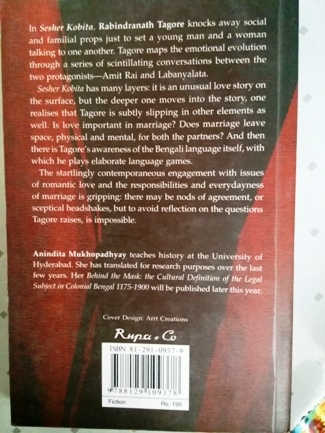 In Sesher Kobita. Rabindranath Tagore knocks away social
and familial props just to set a young man and a woman
talking to one another. Tagore maps the emotional evolution
through a series of scintillating conversations between the
two protagonists—Amit Rai and Labanyalata.
Sesher Kobita has many layers: it is an unusual love story on
the surface, but the deeper one moves into the story, one
realises that Tagore is subtly slipping in other elements as
well. Is love important in marriage? Does marriage leave
space, physical and mental, for both the partners? And then
there is Tagore's awareness of the Bengali language itself, with
which he plays elaborate language games.
The startlingly contemporaneous engagement with issues
of romantic love and the responsibilities and everydayness
of marriage is gripping: there may be nods of agreement, or
sceptical headshakes, but to avoid reflection on the questions
Tagore raises, is impossible.
Anindita Mukhopadhyay teaches history at the University of
Hyderabad. She has translated for research purposes over the last
few years. Her Behind the Mask: the Cultural Definition of the Legal
Subject in Colonial Bengal 1175-1900 will be published later this year.
Cover Design: Arrt Creations
Rupa & Co
ISBN 81-291-0937-9
9 788129 109378
Fiction Rs. 195